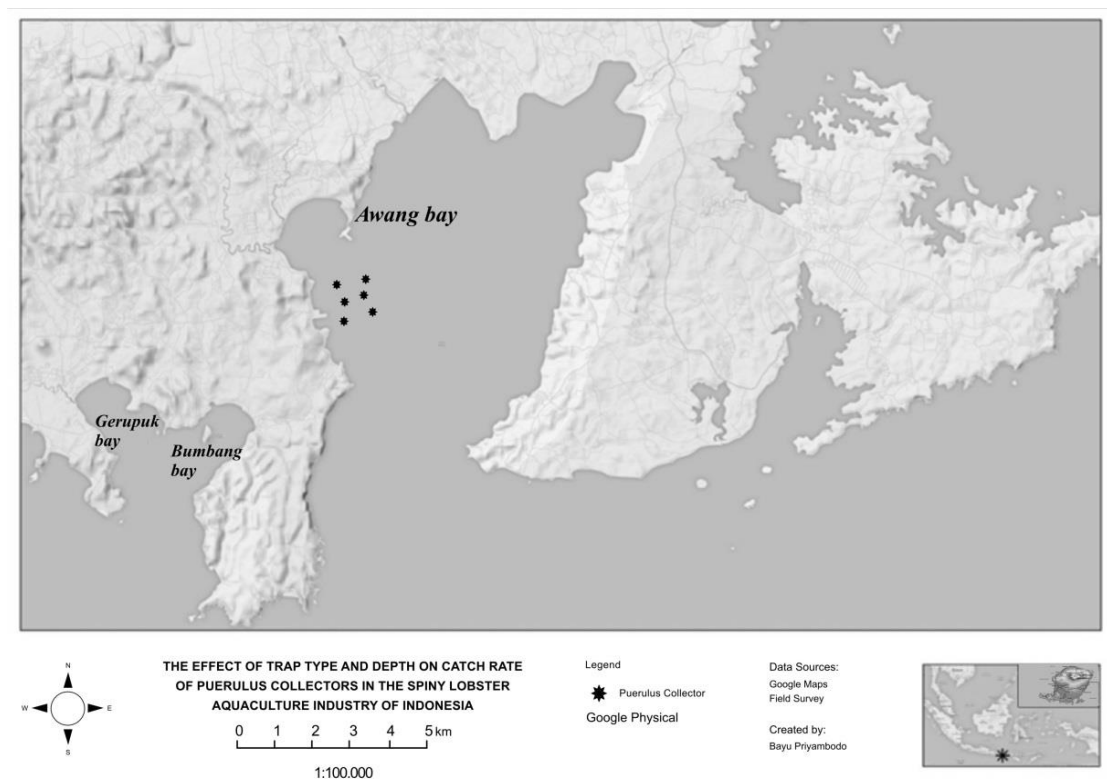 Awang bay
Gerupuk
bay
Bumbang
bay
N
W
E
S
THE EFFECT OF TRAP TYPE AND DEPTH ON CATCH RATE
OF PUERULUS COLLECTORS IN THE SPINY LOBSTER
AQUACULTURE INDUSTRY OF INDONESIA
0 1 2 3 4 5 km
1:100.000
Legend
Puerulus Collector
Google Physical
Data Sources:
Google Maps
Field Survey
Created by:
Bayu Priyambodo